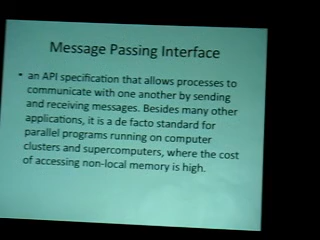 Message Passing Interface
• an API specification that allows processes to
communicate with one another by sending
and receiving messages. Besides many other
applications, it is a de facto standard for
parallel programs running on computer
clusters and supercomputers, where the cost
of accessing non-local memory is high.